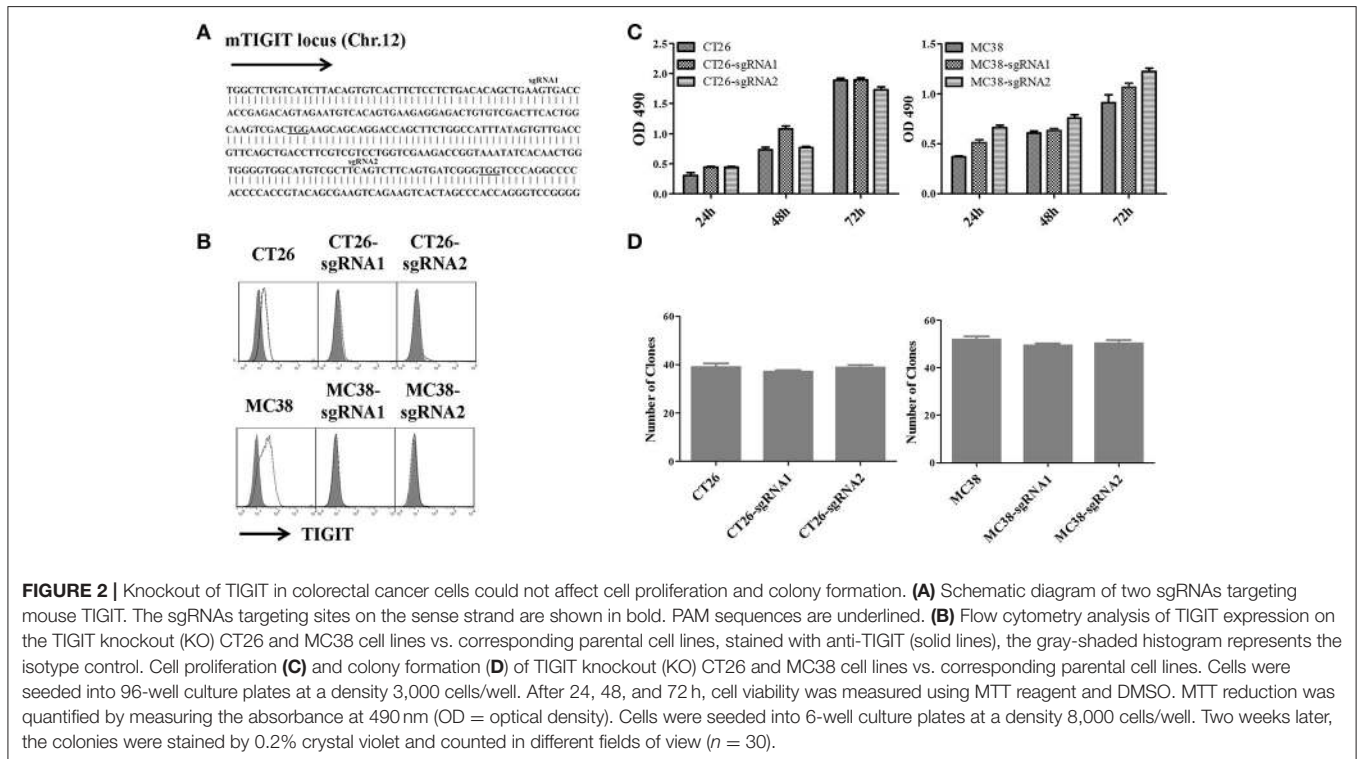 A
mTIGIT locus (Chr.12)
sgRNA1
TGGCTCTGTCATCTTACAGTGTCACTTCTCCTCTGACACAGCTGAAGTGACC
ACCGAGACAGTAGAATGTCACAGTGAAGAGGAGACTGTGTCGACTTCACTGG
CAAGTCGACTGGAAGCAGCAGGACCAGCTTCTGGCCATTTATAGTGTTGACC
GTTCAGCTGACCTTCGTCGTCCTGGTCGAAGACCGGTAAATATCACAACTGG
sgRNA2
TGGGGTGGCATGTCGCTTCAGTCTTCAGTGATCGGGTGGTCCCAGGCCCC
ACCCCACCGTACAGCGAAGTCAGAAGTCACTAGCCCACCAGGGTCCGGGG
B
CT26
CT26-
sgRNA1
CT26-
sgRNA2
MC38
MC38-
sgRNA1
MC38-
sgRNA2
TIGIT
C
CT26
CT26-sgRNA1
CT26-sgRNA2
OD 490
2.5
2.0
1.5
1.0
0.5
0.0
24h
48h
72h
MC38
MC38-sgRNA1
MC38-sgRNA2
OD 490
1.5
1.0
0.5
0.0
24h
48h
72h
D
Number of Clones
60
40
20
0
CT26
CT26-sgRNA1
CT26-sgRNA2
Number of Clones
60
40
20
0
MC38
MC38-sgRNA1
MC38-sgRNA2
FIGURE 2 | Knockout of TIGIT in colorectal cancer cells could not affect cell proliferation and colony formation. (A) Schematic diagram of two sgRNAs targeting
mouse TIGIT. The sgRNAs targeting sites on the sense strand are shown in bold. PAM sequences are underlined. (B) Flow cytometry analysis of TIGIT expression on
the TIGIT knockout (KO) CT26 and MC38 cell lines vs. corresponding parental cell lines, stained with anti-TIGIT (solid lines), the gray-shaded histogram represents the
isotype control. Cell proliferation (C) and colony formation (D) of TIGIT knockout (KO) CT26 and MC38 cell lines vs. corresponding parental cell lines. Cells were
seeded into 96-well culture plates at a density 3,000 cells/well. After 24, 48, and 72 h, cell viability was measured using MTT reagent and DMSO. MTT reduction was
quantified by measuring the absorbance at 490 nm (OD = optical density). Cells were seeded into 6-well culture plates at a density 8,000 cells/well. Two weeks later,
the colonies were stained by 0.2% crystal violet and counted in different fields of view (n = 30).